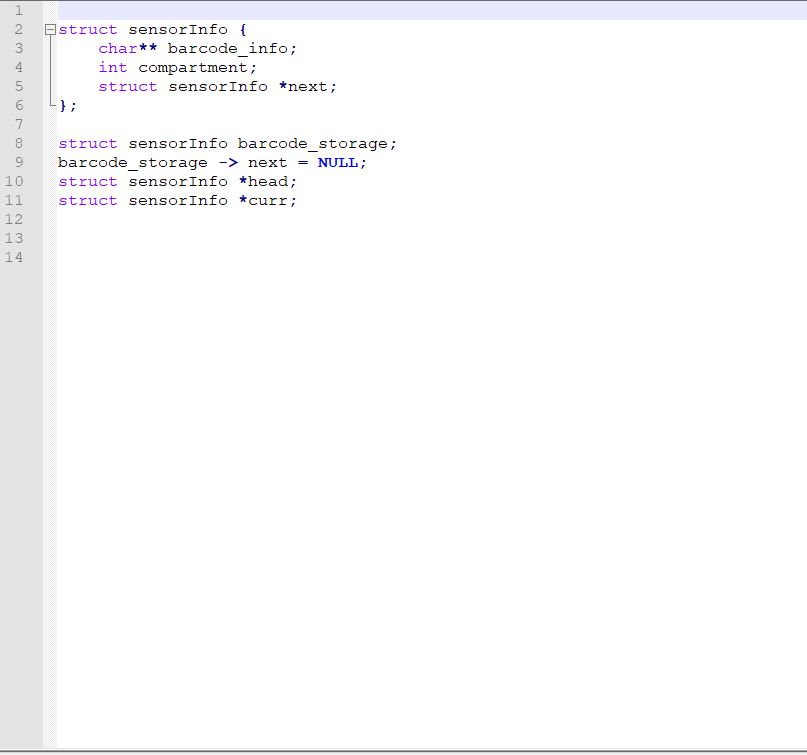 1
2 struct sensorInfo {
3 char** barcode_info;
4 int compartment;
5 struct sensorInfo *next;
6 };
7
8 struct sensorInfo barcode_storage;
9 barcode_storage -> next = NULL;
10 struct sensorInfo *head;
11 struct sensorInfo *curr;
12
13
14